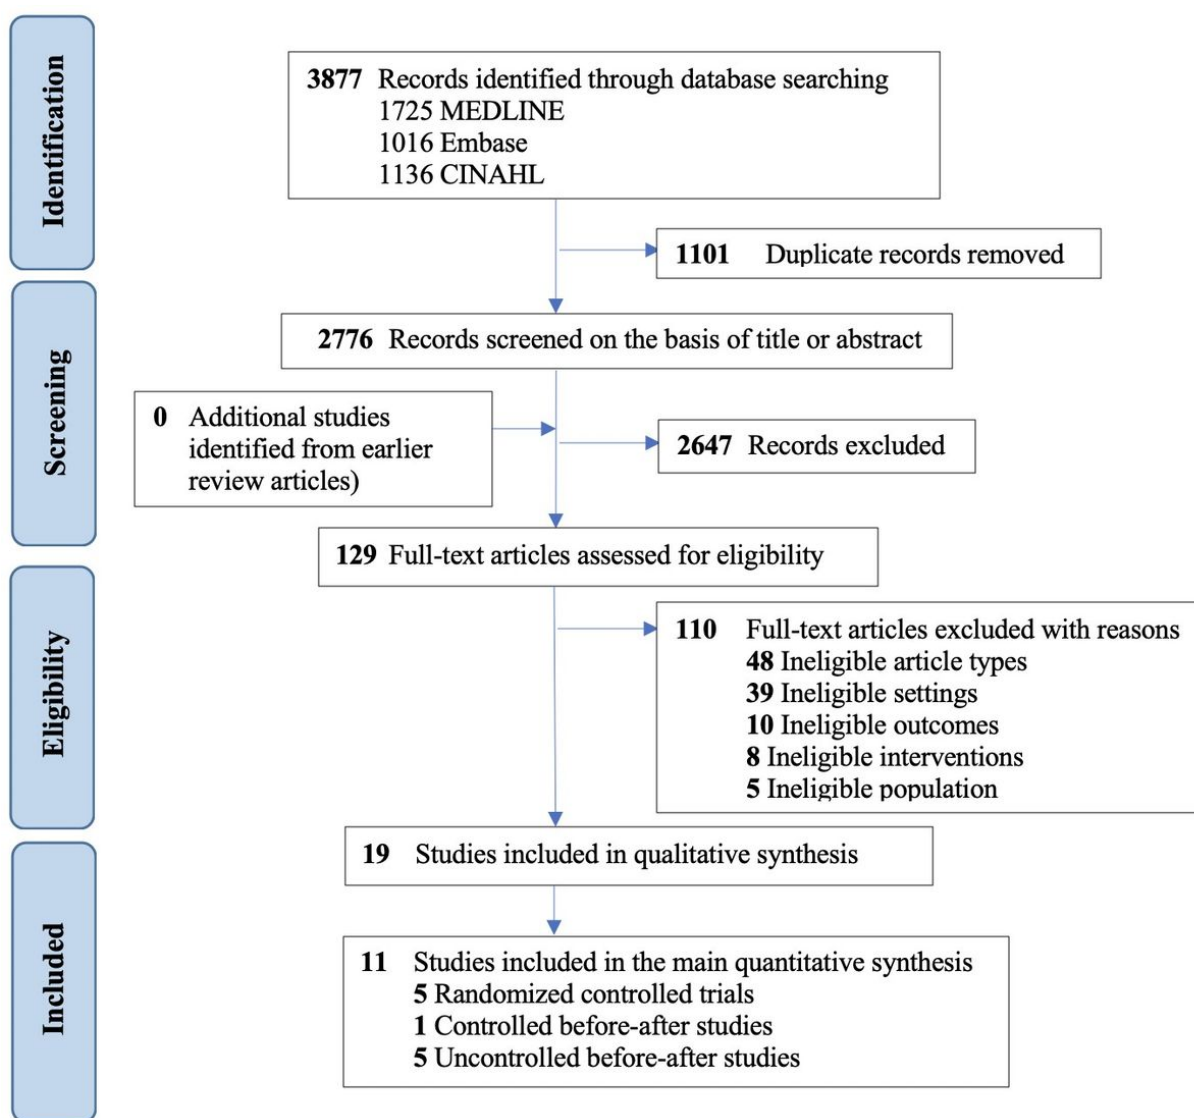 Identification
3877 Records identified through database searching
1725 MEDLINE
1016 Embase
1136 CINAHL
1101 Duplicate records removed
Screening
2776 Records screened on the basis of title or abstract
0 Additional studies
identified from earlier
review articles)
2647 Records excluded
129 Full-text articles assessed for eligibility
Eligibility
110 Full-text articles excluded with reasons
48 Ineligible article types
39 Ineligible settings
10 Ineligible outcomes
8 Ineligible interventions
5 Ineligible population
19 Studies included in qualitative synthesis
Included
11 Studies included in the main quantitative synthesis
5 Randomized controlled trials
1 Controlled before-after studies
5 Uncontrolled before-after studies